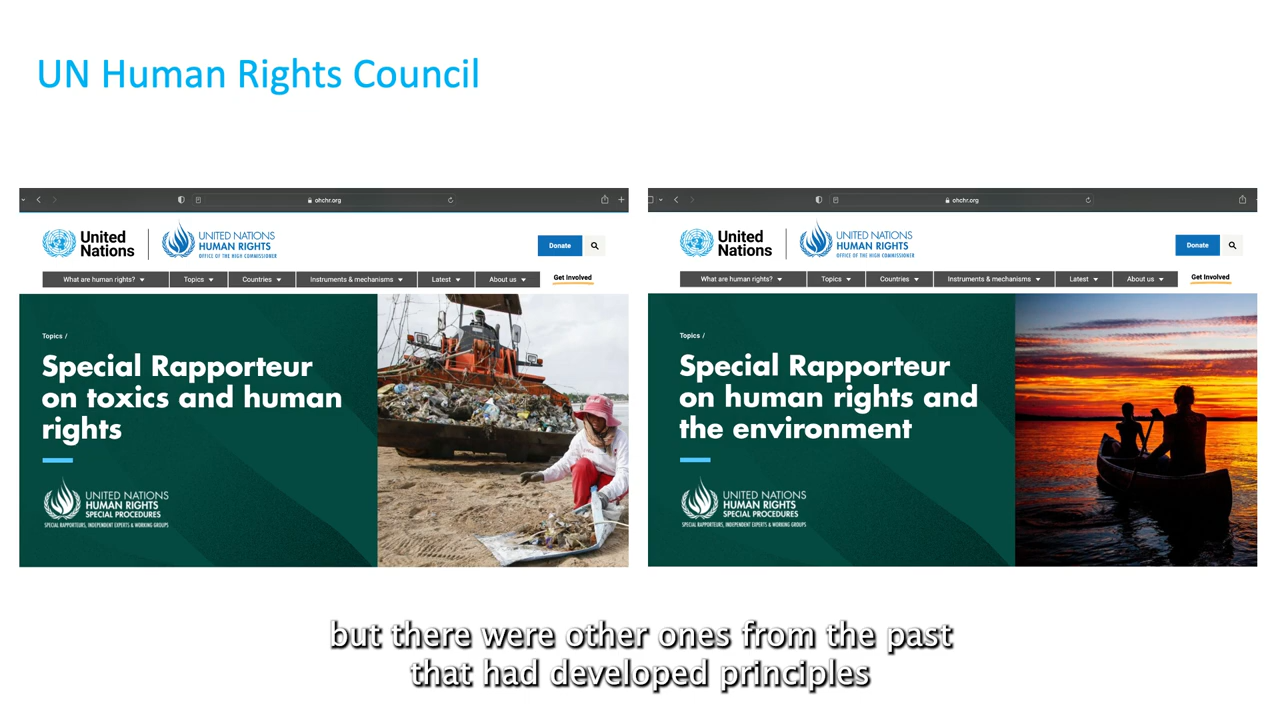 UN Human Rights Council
ohchr.org
United
Nations
UNITED NATIONS
HUMAN RIGHTS
OFFICE OF THE HIGH COMMISSIONER
Donate
What are human rights?
Topics
Countries
Instruments & mechanisms
Latest
About us
Get Involved
Topics /
Special Rapporteur
on toxics and human
rights
UNITED NATIONS
HUMAN RIGHTS
SPECIAL PROCEDURES
SPECIAL RAPPORTEURS, INDEPENDENT EXPERTS & WORKING GROUPS
ohchr.org
United
Nations
UNITED NATIONS
HUMAN RIGHTS
OFFICE OF THE HIGH COMMISSIONER
Donate
What are human rights?
Topics
Countries
Instruments & mechanisms
Latest
About us
Get Involved
Topics /
Special Rapporteur
on human rights and
the environment
UNITED NATIONS
HUMAN RIGHTS
SPECIAL PROCEDURES
SPECIAL RAPPORTEURS, INDEPENDENT EXPERTS & WORKING GROUPS
but there were other ones from the past
that had developed principles